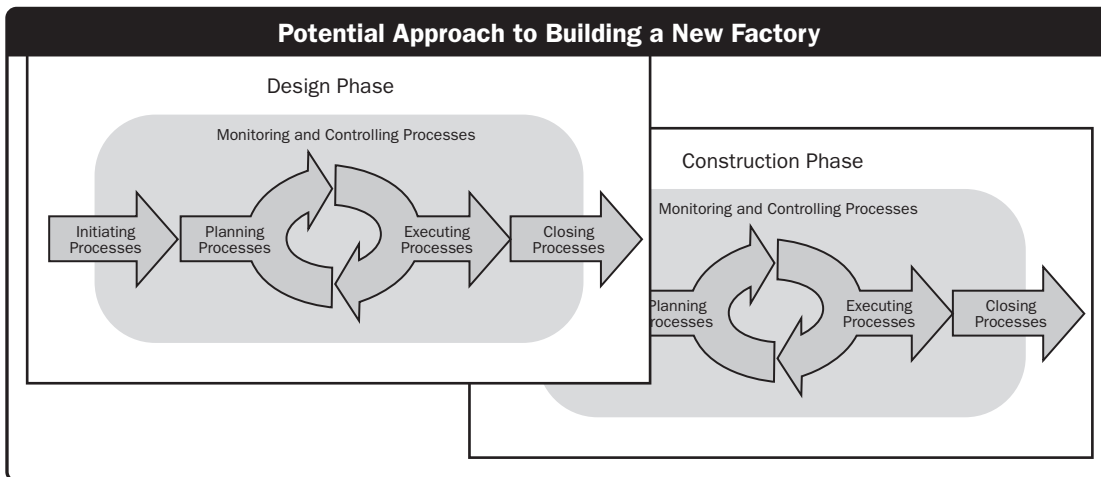 Potential Approach to Building a New Factory
Design Phase
Monitoring and Controlling Processes
Initiating
Processes
Planning
Processes
Executing
Processes
Closing
Processes
Construction Phase
Monitoring and Controlling Processes
Planning
rocesses
Executing
Processes
Closing
Processes